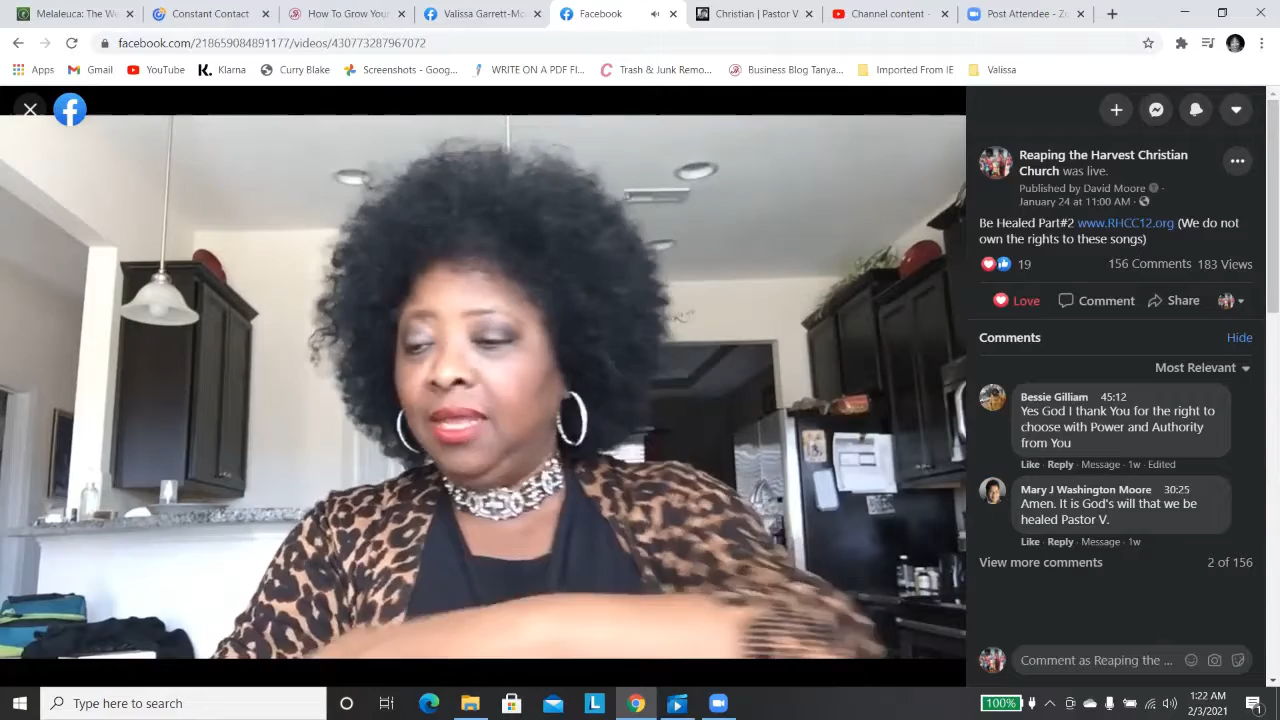 Melaleuca: The We
Constant Contact
How To Grow Your
Valissa Garrett-Mc
Facebook
Christian | Pastor V
Channel content -
Post Attendee - Zo
facebook.com/218659084891177/videos/430773287967072
Apps
Gmail
YouTube
K. Klarna
Curry Blake
Screenshots - Goog...
WRITE ON A PDF FI...
Trash & Junk Remo...
Business Blog Tanya...
Imported From IE
Valissa
Reaping the Harvest Christian
Church was live.
Published by David Moore
January 24 at 11:00 AM
Be Healed Part#2 www.RHCC12.org (We do not
own the rights to these songs)
19
156 Comments 183 Views
Love
Comment
Share
Comments
Hide
Most Relevant
Bessie Gilliam 45:12
Yes God I thank You for the right to
choose with Power and Authority
from You
Like · Reply · Message · 1w · Edited
Mary J Washington Moore 30:25
Amen. It is God's will that we be
healed Pastor V.
Like · Reply · Message · 1w
View more comments
2 of 156
Comment as Reaping the ...
Type here to search
100%
1:22 AM
2/3/2021
1